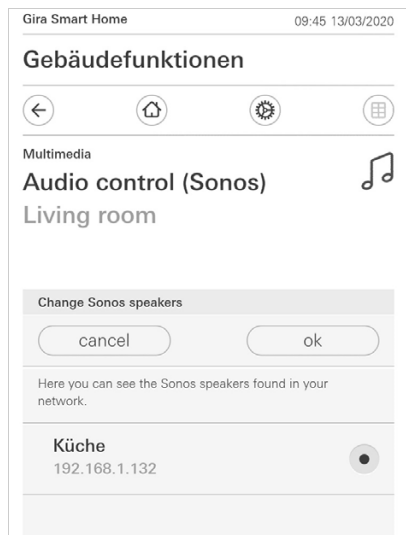 Gira Smart Home 09:45 13/03/2020
Gebäudefunktionen
Multimedia
Audio control (Sonos)
Living room
Change Sonos speakers
cancel ok
Here you can see the Sonos speakers found in your
network.
Küche
192.168.1.132